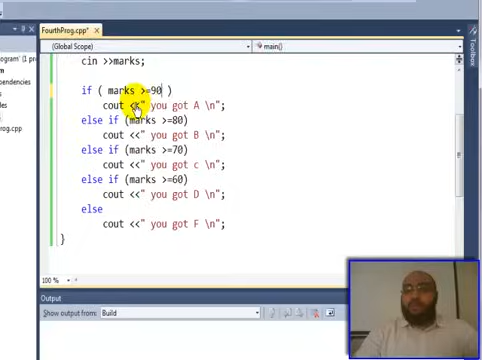 FourthProg.cpp*
(Global Scope)
main()
cin >>marks;
if ( marks >=90 )
cout <<" you got A \n";
else if (marks >=80)
cout <<" you got B \n";
else if (marks >=70)
cout <<" you got c \n";
else if (marks >=60)
cout <<" you got D \n";
else
cout <<" you got F \n";
}
100 %
Output
Show output from: Build